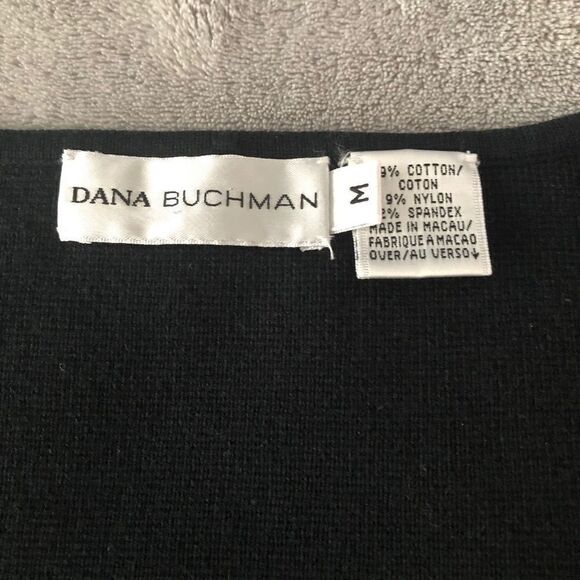 DANA BUCHMAN
M
9% COTTON/
COTON
9% NYLON
2% SPANDEX
MADE IN MACAU/
FABRIQUE A MACAO
OVER/AU VERSO↓